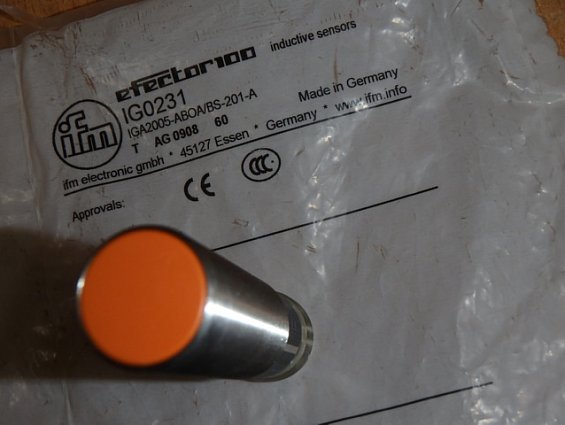 efector100 inductive sensors
ifm
IG0231
IGA2005-ABOA/BS-201-A
T AG 0908 60 Made in Germany
ifm electronic gmbh * 45127 Essen * Germany * www.ifm.info
Approvals: CE CCC